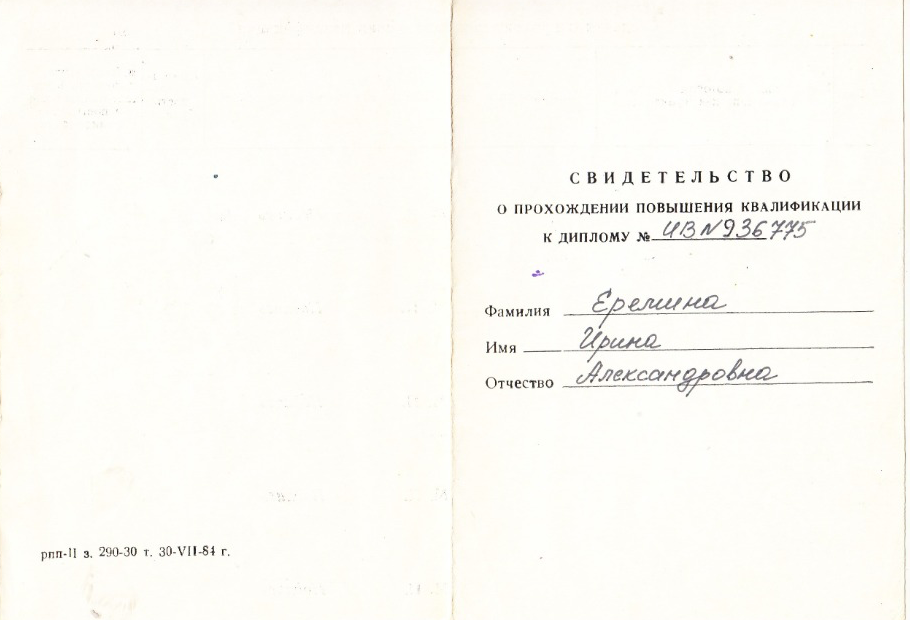 рпп-II з. 290-30 т. 30-VII-84 г.
СВИДЕТЕЛЬСТВО
О ПРОХОЖДЕНИИ ПОВЫШЕНИЯ КВАЛИФИКАЦИИ
К ДИПЛОМУ № ИВ N936775
Фамилия Еремина
Имя Ирина
Отчество Александровна